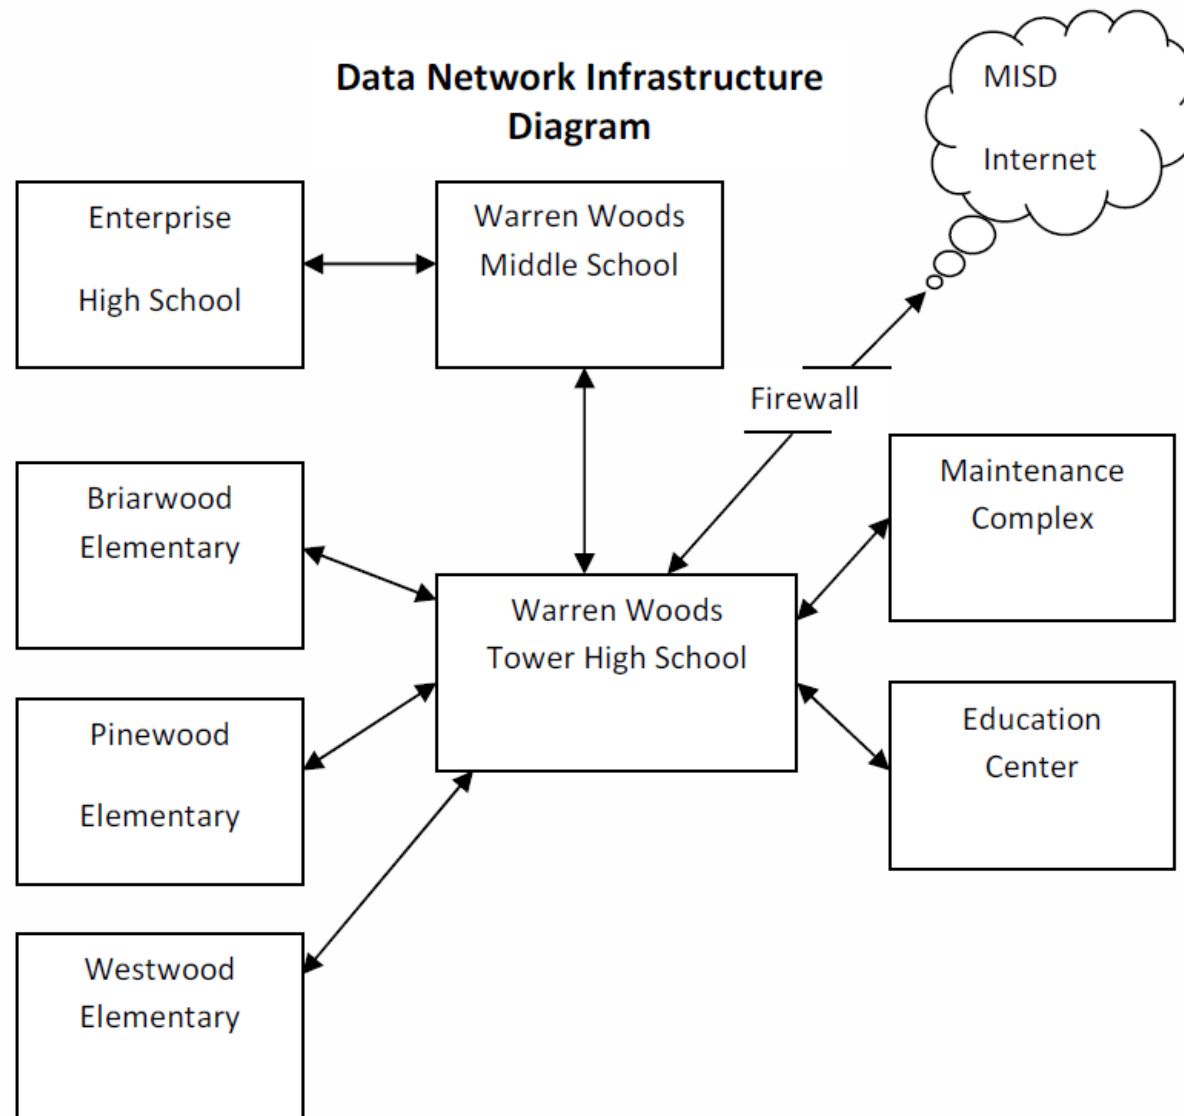 Data Network Infrastructure
Diagram
MISD
Internet
Enterprise
High School
Warren Woods
Middle School
Firewall
Briarwood
Elementary
Maintenance
Complex
Warren Woods
Tower High School
Pinewood
Elementary
Education
Center
Westwood
Elementary